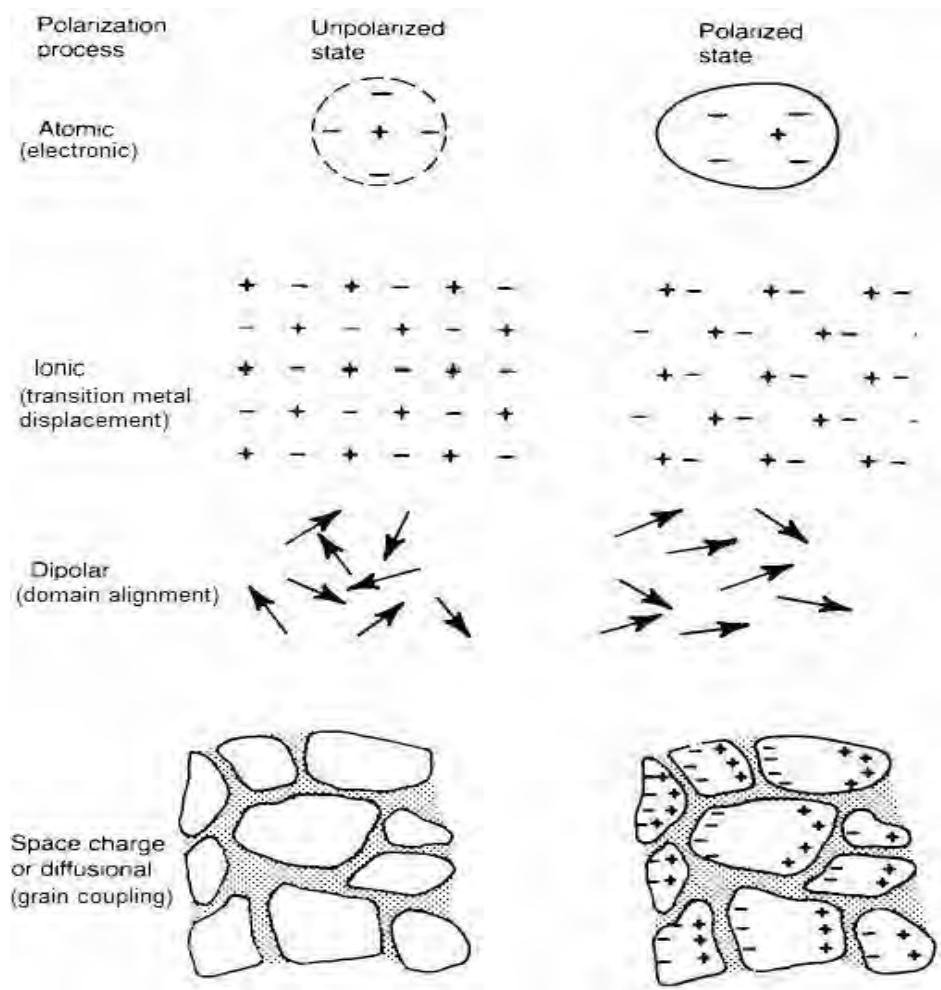 Polarization
process
Unpolarized
state
Polarized
state
Atomic
(electronic)
Ionic
(transition metal
displacement)
Dipolar
(domain alignment)
Space charge
or diffusional
(grain coupling)